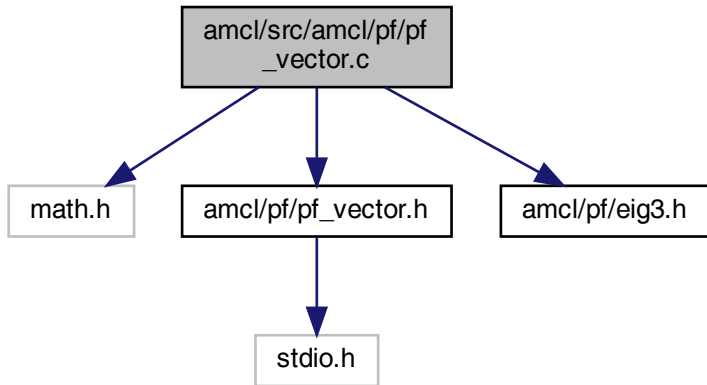 amcl/src/amcl/pf/pf
_vector.c
math.h
amcl/pf/pf_vector.h
amcl/pf/eig3.h
stdio.h